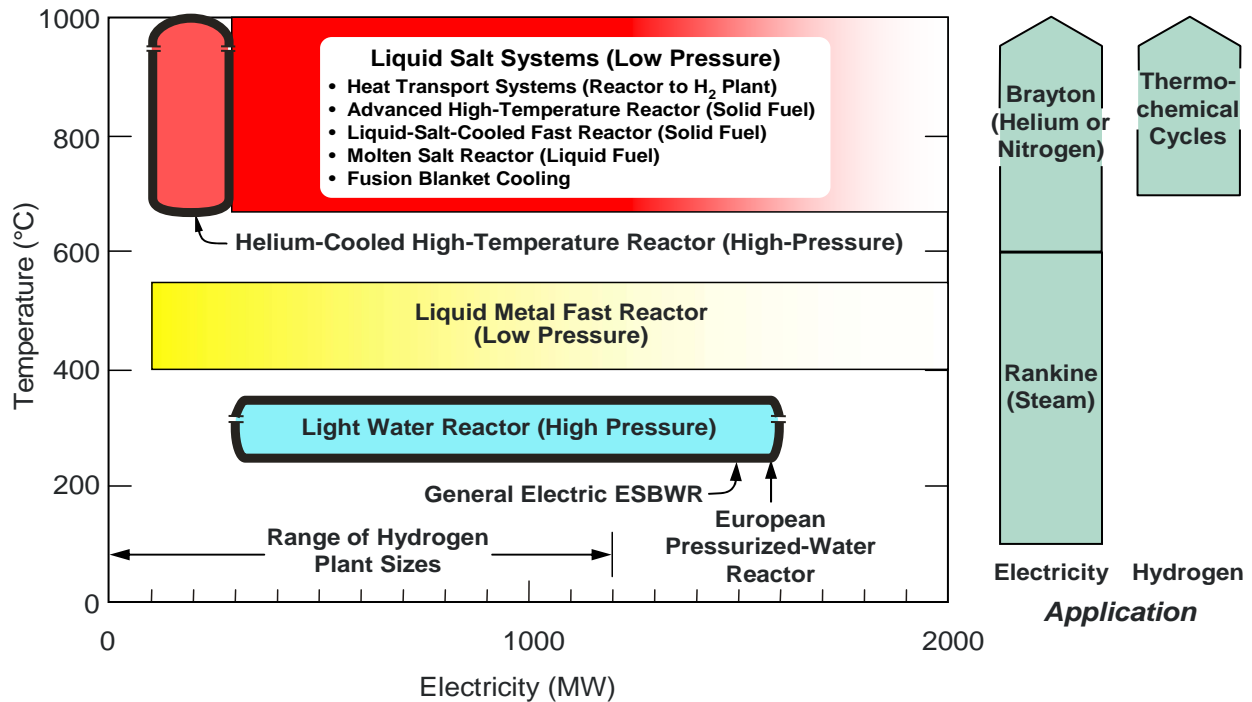 1000
800
600
400
200
0
Temperature (ºC)
Liquid Salt Systems (Low Pressure)
• Heat Transport Systems (Reactor to H2 Plant)
• Advanced High-Temperature Reactor (Solid Fuel)
• Liquid-Salt-Cooled Fast Reactor (Solid Fuel)
• Molten Salt Reactor (Liquid Fuel)
• Fusion Blanket Cooling
Helium-Cooled High-Temperature Reactor (High-Pressure)
Liquid Metal Fast Reactor
(Low Pressure)
Light Water Reactor (High Pressure)
General Electric ESBWR
European
Pressurized-Water
Reactor
Range of Hydrogen
Plant Sizes
0
1000
2000
Electricity (MW)
Brayton
(Helium or
Nitrogen)
Rankine
(Steam)
Thermo-
chemical
Cycles
Electricity
Hydrogen
Application